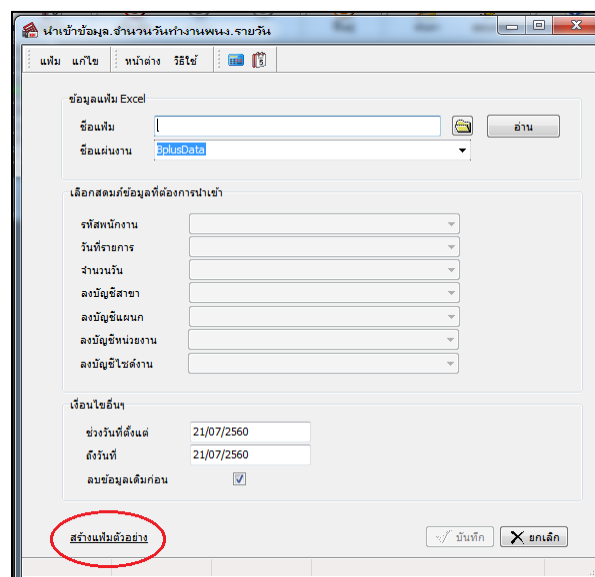 นำเข้าข้อมูล.จำนวนวันทำงานพนง.รายวัน
แฟ้ม แก้ไข หน้าต่าง วิธีใช้
ข้อมูลแฟ้ม Excel
ชื่อแฟ้ม
อ่าน
ชื่อแผ่นงาน BplusData
เลือกสดมภ์ข้อมูลที่ต้องการนำเข้า
รหัสพนักงาน
วันที่รายการ
จำนวนวัน
ลงบัญชีสาขา
ลงบัญชีแผนก
ลงบัญชีหน่วยงาน
ลงบัญชีไซด์งาน
เงื่อนไขอื่นๆ
ช่วงวันที่ตั้งแต่ 21/07/2560
ถึงวันที่ 21/07/2560
ลบข้อมูลเดิมก่อน
สร้างแฟ้มตัวอย่าง บันทึก ยกเลิก